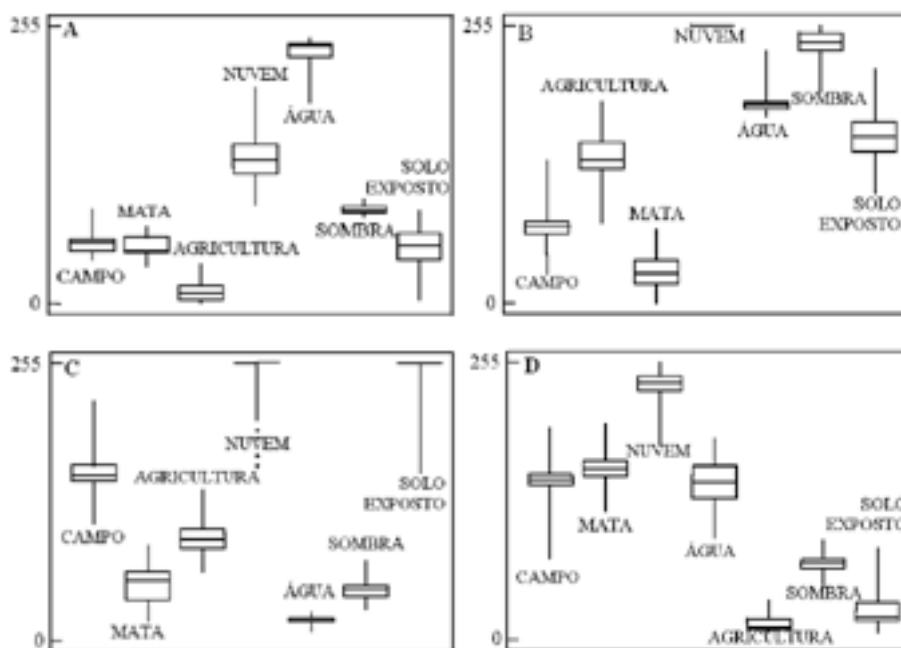 255
A
NUVEM
ÁGUA
MATA
SOLO
EXPOSTO
AGRICULTURA
SOMBRA
CAMPO
0
B
NUVEM
AGRICULTURA
SOMBRA
ÁGUA
MATA
SOLO
EXPOSTO
CAMPO
255
C
NUVEM
AGRICULTURA
SOLO
EXPOSTO
CAMPO
SOMBRA
ÁGUA
MATA
0
255
D
NUVEM
SOLO
EXPOSTO
MATA
ÁGUA
CAMPO
SOMBRA
AGRICULTURA
0
255
0